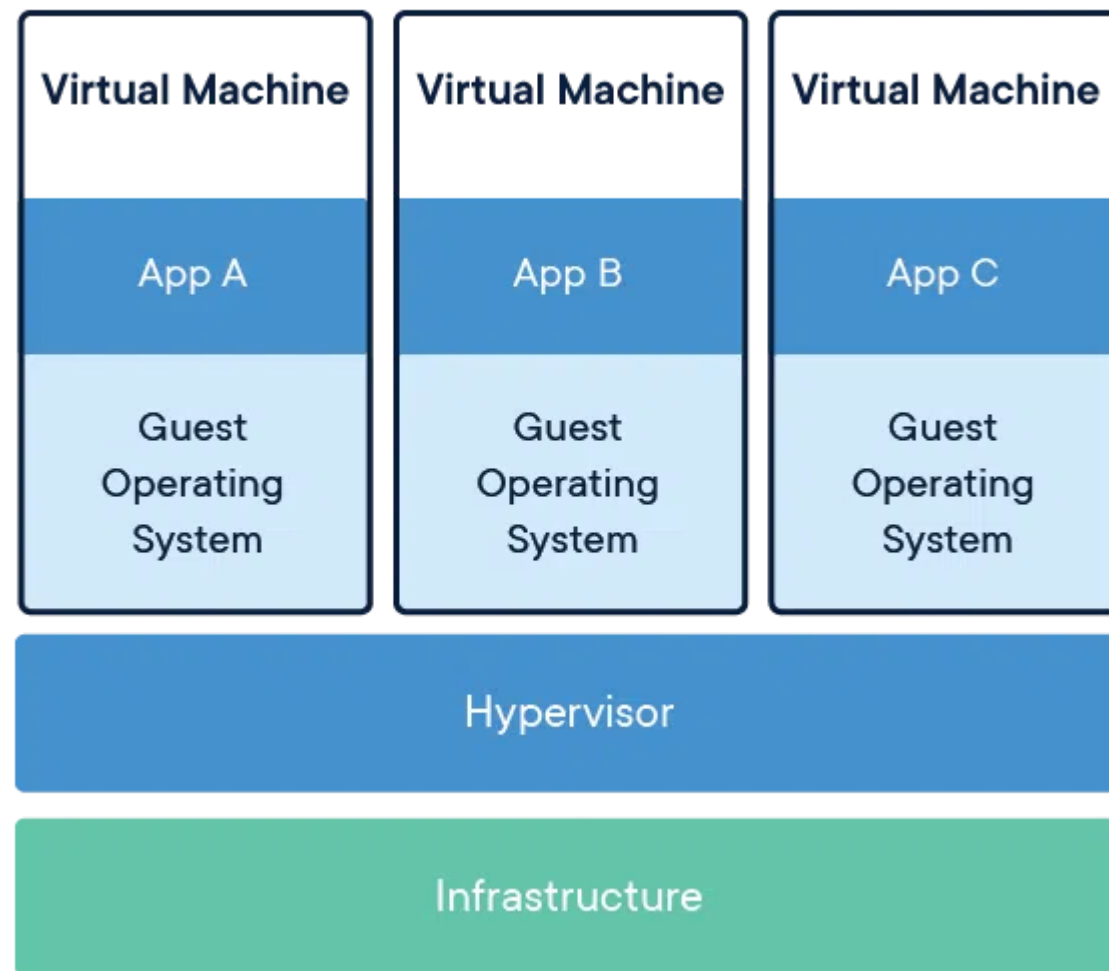 Virtual Machine
Virtual Machine
Virtual Machine
App A
App B
App C
Guest
Operating
System
Guest
Operating
System
Guest
Operating
System
Hypervisor
Infrastructure